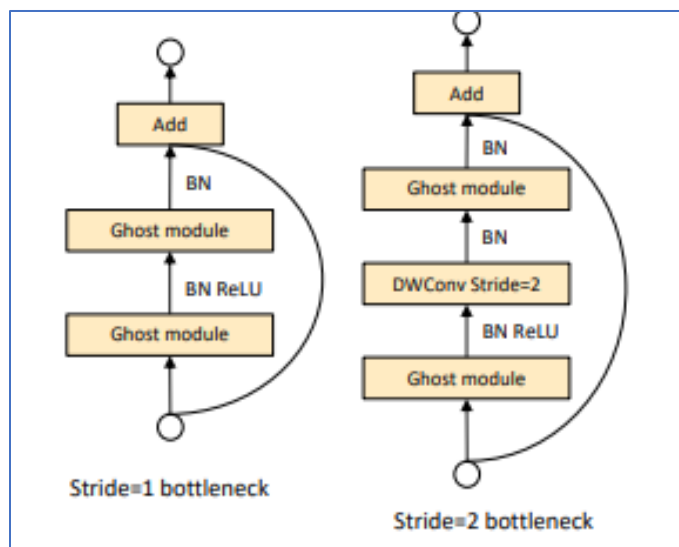 Add
BN
Ghost module
BN ReLU
Ghost module
Stride=1 bottleneck
Add
BN
Ghost module
BN
DWConv Stride=2
BN ReLU
Ghost module
Stride=2 bottleneck